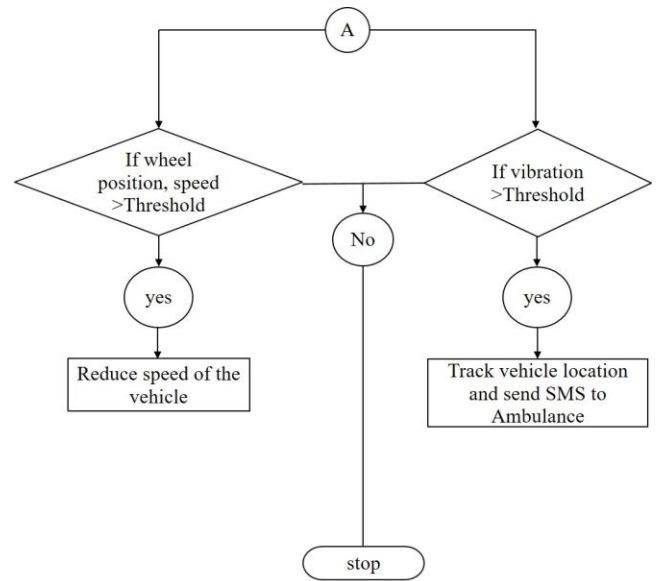 A
If wheel
position, speed
>Threshold
If vibration
>Threshold
No
yes
yes
Reduce speed of the
vehicle
Track vehicle location
and send SMS to
Ambulance
stop